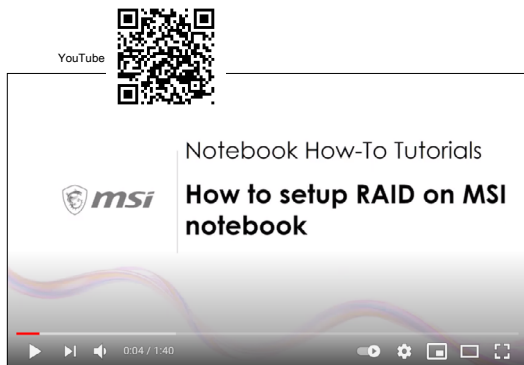 YouTube
Notebook How-To Tutorials
msi
How to setup RAID on MSI
notebook
0:04 / 1:40